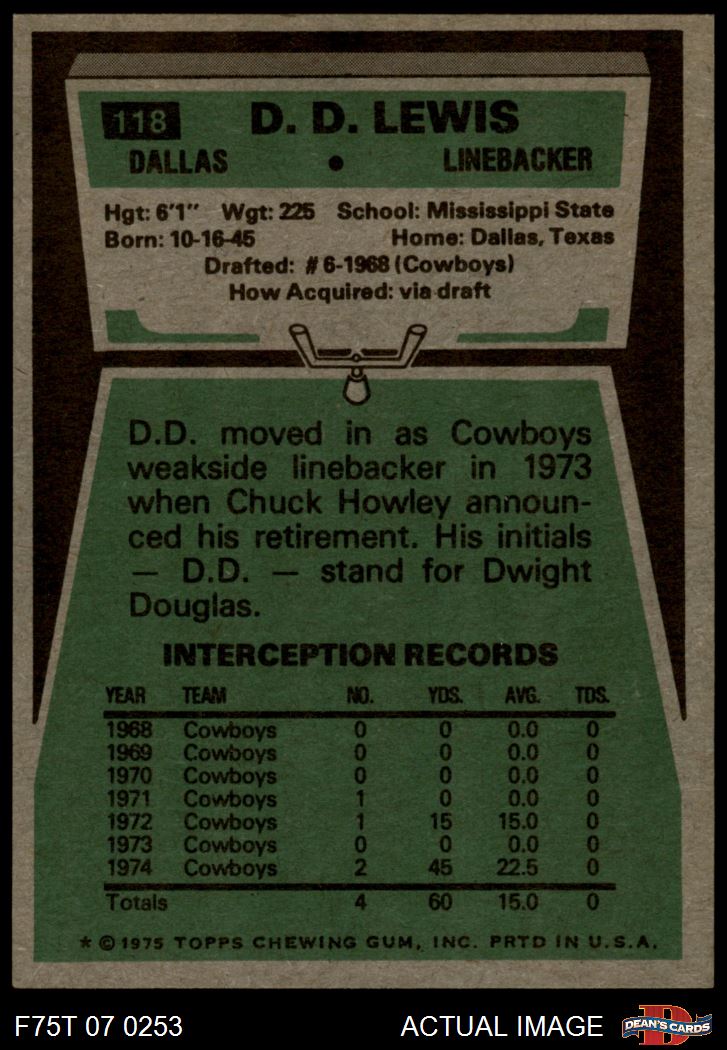 118 D. D. LEWIS
DALLAS • LINEBACKER
Hgt: 6'1" Wgt: 225 School: Mississippi State
Born: 10-16-45 Home: Dallas, Texas
Drafted: #6-1968 (Cowboys)
How Acquired: via draft
D.D. moved in as Cowboys
weakside linebacker in 1973
when Chuck Howley announ-
ced his retirement. His initials
— D.D. — stand for Dwight
Douglas.
INTERCEPTION RECORDS
YEAR TEAM NO. YDS. AVG. TDS.
1968 Cowboys 0 0 0.0 0
1969 Cowboys 0 0 0.0 0
1970 Cowboys 0 0 0.0 0
1971 Cowboys 1 0 0.0 0
1972 Cowboys 1 15 15.0 0
1973 Cowboys 0 0 0.0 0
1974 Cowboys 2 45 22.5 0
Totals 4 60 15.0 0
* © 1975 TOPPS CHEWING GUM, INC. PRTD IN U.S.A.
F75T 07 0253 ACTUAL IMAGE D DEAN'S CARDS